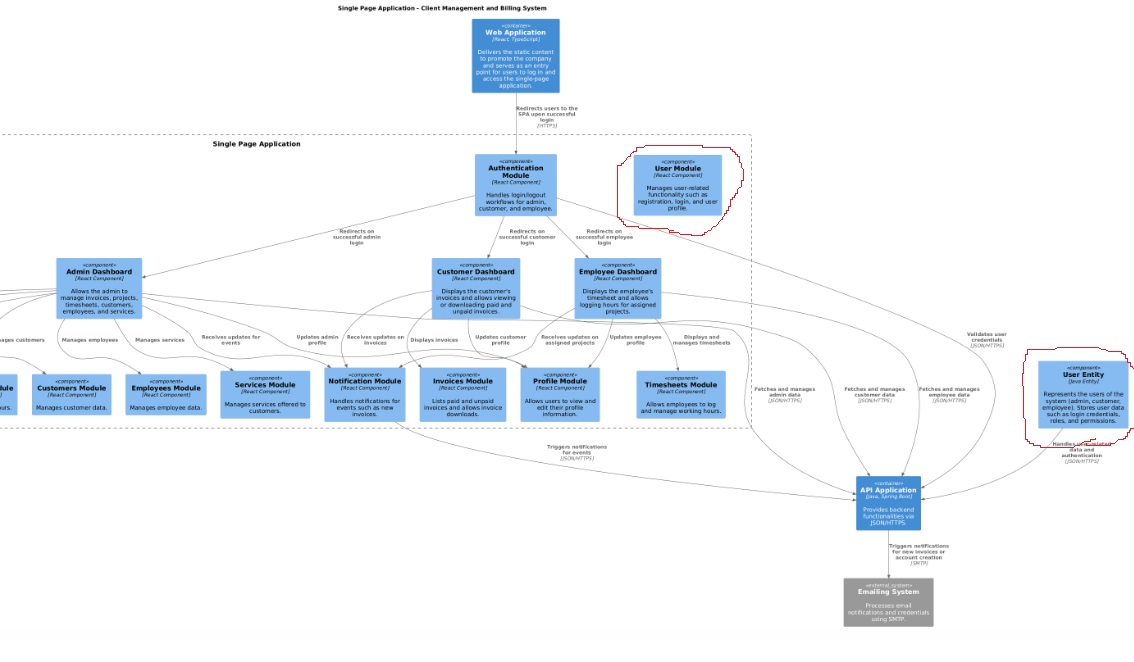 Single Page Application - Client Management and Billing System
«container»
Web Application
[React, TypeScript]
Delivers the static content
to promote the company
and serves as an entry
point for users to log in and
access the single-page
application.
Redirects users to the
SPA upon successful
login
[HTTPS]
Single Page Application
«component»
Authentication
Module
[React Component]
Handles login/logout
workflows for admin,
customer, and employee.
«component»
User Module
[React Component]
Manages user-related
functionality such as
registration, login, and user
profile.
Redirects on
successful admin
login
Redirects on
successful customer
login
Redirects on
successful employee
login
«component»
Admin Dashboard
[React Component]
Allows the admin to
manage invoices, projects,
timesheets, customers,
employees, and services.
«component»
Customer Dashboard
[React Component]
Displays the customer's
invoices and allows viewing
or downloading paid and
unpaid invoices.
«component»
Employee Dashboard
[React Component]
Displays the employee's
timesheet and allows
logging hours for assigned
projects.
ages customers
Manages employees
Manages services
Receives updates for
events
Updates admin
profile
Receives updates on
invoices
Displays invoices
Updates customer
profile
Receives updates on
assigned projects
Updates employee
profile
Displays and
manages timesheets
Validates user
credentials
[JSON/HTTPS]
dule
urs.
«component»
Customers Module
[React Component]
Manages customer data.
«component»
Employees Module
[React Component]
Manages employee data.
«component»
Services Module
[React Component]
Manages services offered to
customers.
«component»
Notification Module
[React Component]
Handles notifications for
events such as new
invoices.
«component»
Invoices Module
[React Component]
Lists paid and unpaid
invoices and allows invoice
downloads.
«component»
Profile Module
[React Component]
Allows users to view and
edit their profile
information.
«component»
Timesheets Module
[React Component]
Allows employees to log
and manage working hours.
Fetches and manages
admin data
[JSON/HTTPS]
Fetches and manages
customer data
[JSON/HTTPS]
Fetches and manages
employee data
[JSON/HTTPS]
«component»
User Entity
[Java Entity]
Represents the users of the
system (admin, customer,
employee). Stores user data
such as login credentials,
roles, and permissions.
Handles user-related
data and
authentication
[JSON/HTTPS]
Triggers notifications
for events
[JSON/HTTPS]
«container»
API Application
[Java, Spring Boot]
Provides backend
functionalities via
JSON/HTTPS.
Triggers notifications
for new invoices or
account creation
[SMTP]
«external_system»
Emailing System
Processes email
notifications and credentials
using SMTP.